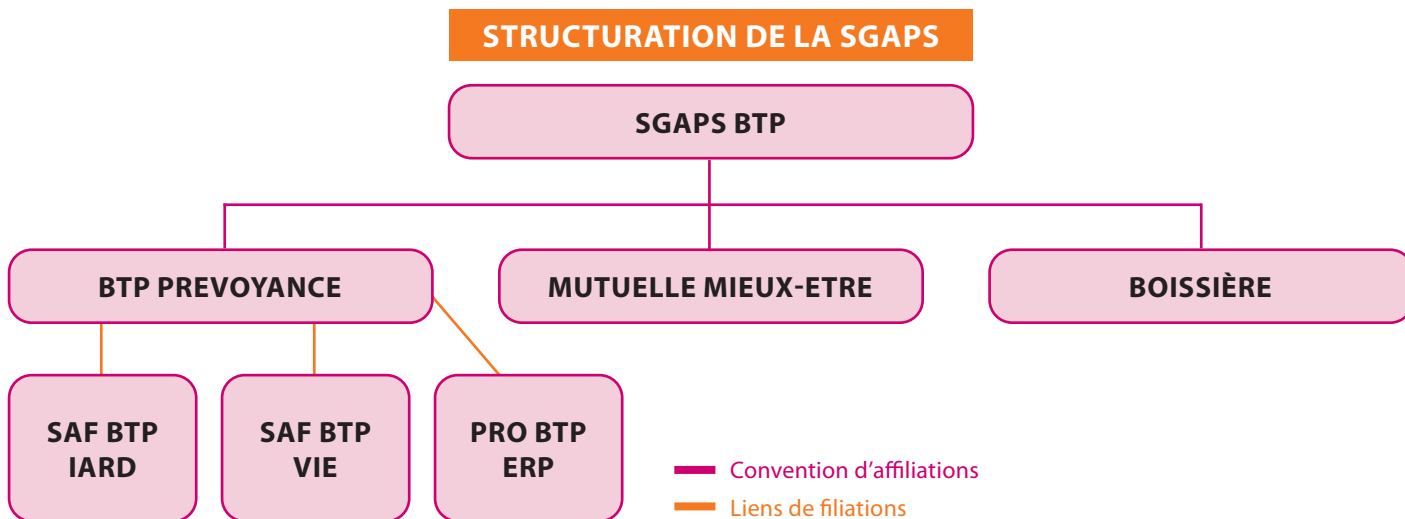 STRUCTURATION DE LA SGAPS
SGAPS BTP
BTP PREVOYANCE
MUTUELLE MIEUX-ETRE
BOISSIÈRE
SAF BTP
IARD
SAF BTP
VIE
PRO BTP
ERP
Convention d’affiliations
Liens de filiations